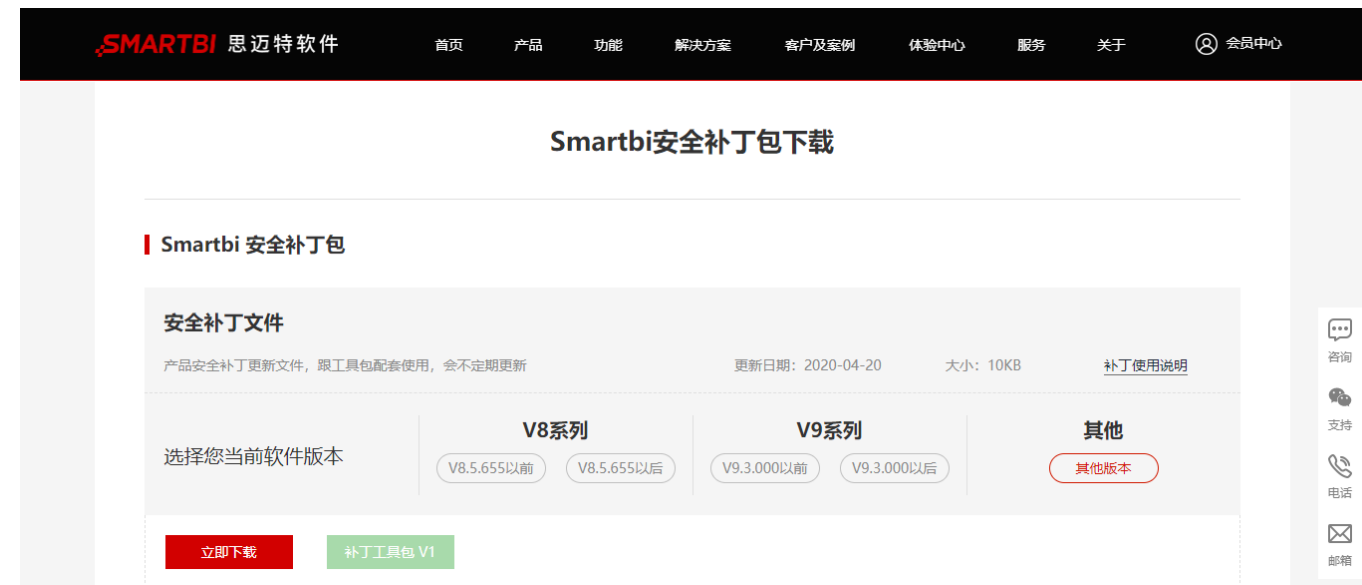 SMARTBI 思迈特软件 首页 产品 功能 解决方案 客户及案例 体验中心 服务 关于 会员中心
Smartbi安全补丁包下载
Smartbi 安全补丁包
安全补丁文件
产品安全补丁更新文件，跟工具包配套使用，会不定期更新 更新日期：2020-04-20 大小：10KB 补丁使用说明
选择您当前软件版本
V8系列
V8.5.655以前 V8.5.655以后
V9系列
V9.3.000以前 V9.3.000以后
其他
其他版本
立即下载 补丁工具包 V1
咨询
支持
电话
邮箱